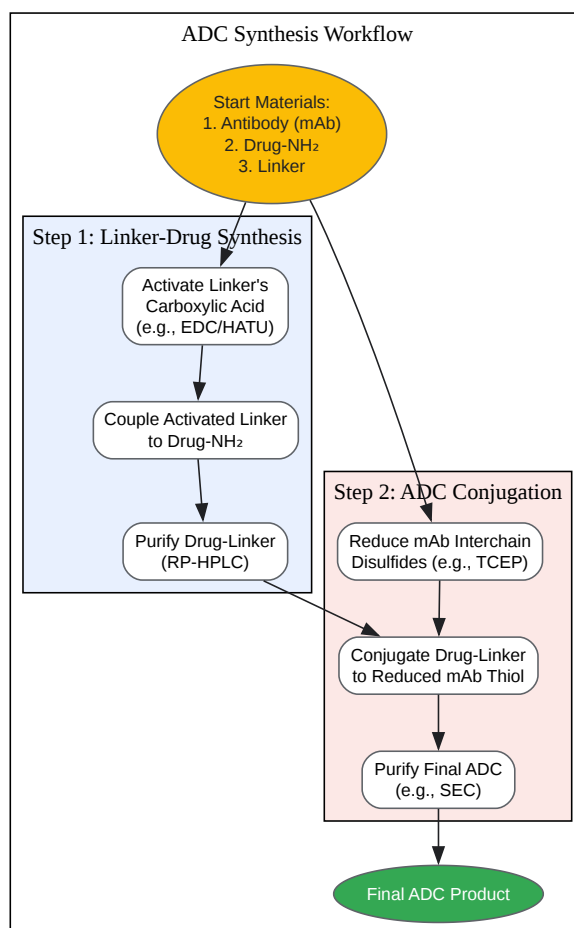 ADC Synthesis Workflow
Start Materials:
1. Antibody (mAb)
2. Drug-NH₂
3. Linker
Step 1: Linker-Drug Synthesis
Activate Linker's
Carboxylic Acid
(e.g., EDC/HATU)
Couple Activated Linker
to Drug-NH₂
Purify Drug-Linker
(RP-HPLC)
Step 2: ADC Conjugation
Reduce mAb Interchain
Disulfides (e.g., TCEP)
Conjugate Drug-Linker
to Reduced mAb Thiol
Purify Final ADC
(e.g., SEC)
Final ADC Product